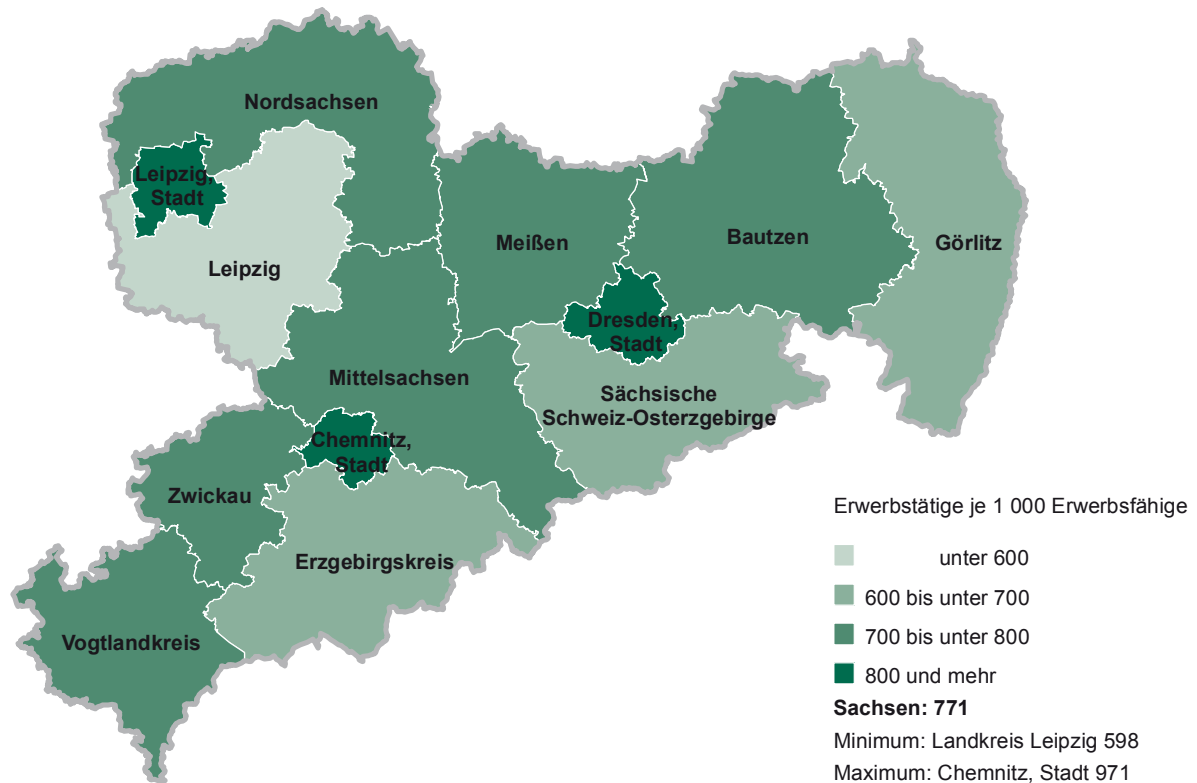 Nordsachsen
Leipzig,
Stadt
Leipzig
Meißen
Bautzen
Görlitz
Dresden,
Stadt
Mittelsachsen
Sächsische
Schweiz-Osterzgebirge
Chemnitz,
Stadt
Zwickau
Erzgebirgskreis
Vogtlandkreis
Erwerbstätige je 1 000 Erwerbsfähige
unter 600
600 bis unter 700
700 bis unter 800
800 und mehr
Sachsen: 771
Minimum: Landkreis Leipzig 598
Maximum: Chemnitz, Stadt 971